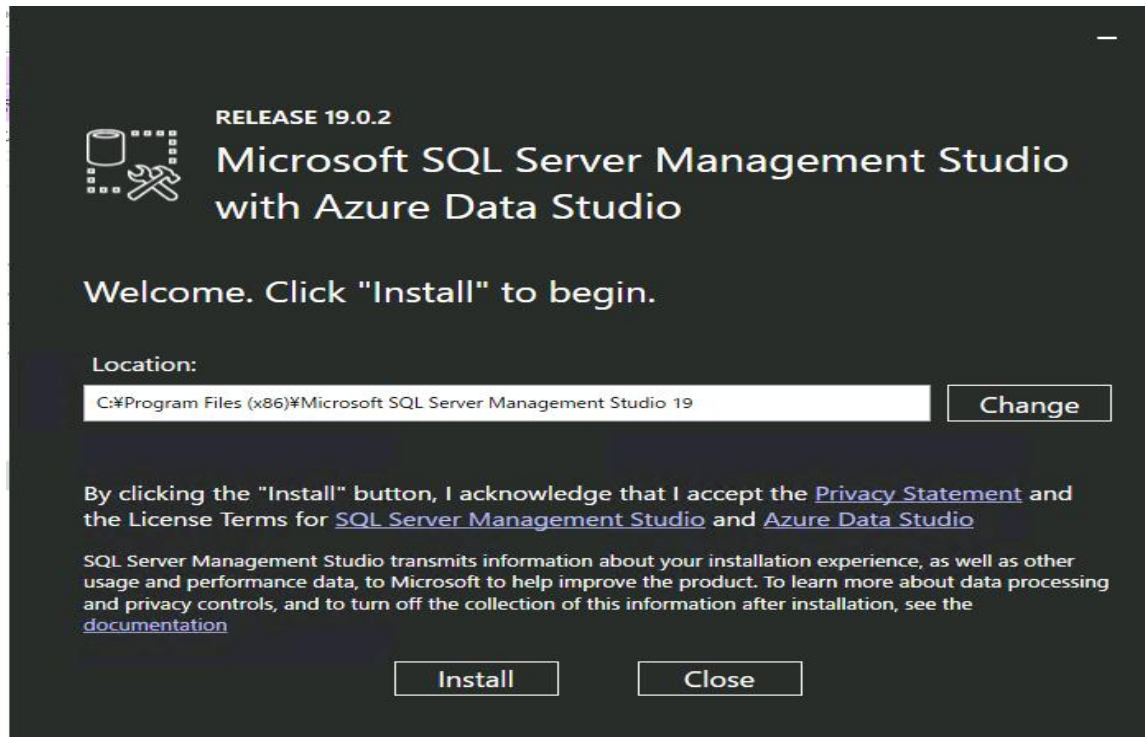 RELEASE 19.0.2
Microsoft SQL Server Management Studio
with Azure Data Studio
Welcome. Click "Install" to begin.
Location:
C:¥Program Files (x86)¥Microsoft SQL Server Management Studio 19
Change
By clicking the "Install" button, I acknowledge that I accept the Privacy Statement and
the License Terms for SQL Server Management Studio and Azure Data Studio
SQL Server Management Studio transmits information about your installation experience, as well as other
usage and performance data, to Microsoft to help improve the product. To learn more about data processing
and privacy controls, and to turn off the collection of this information after installation, see the
documentation
Install
Close